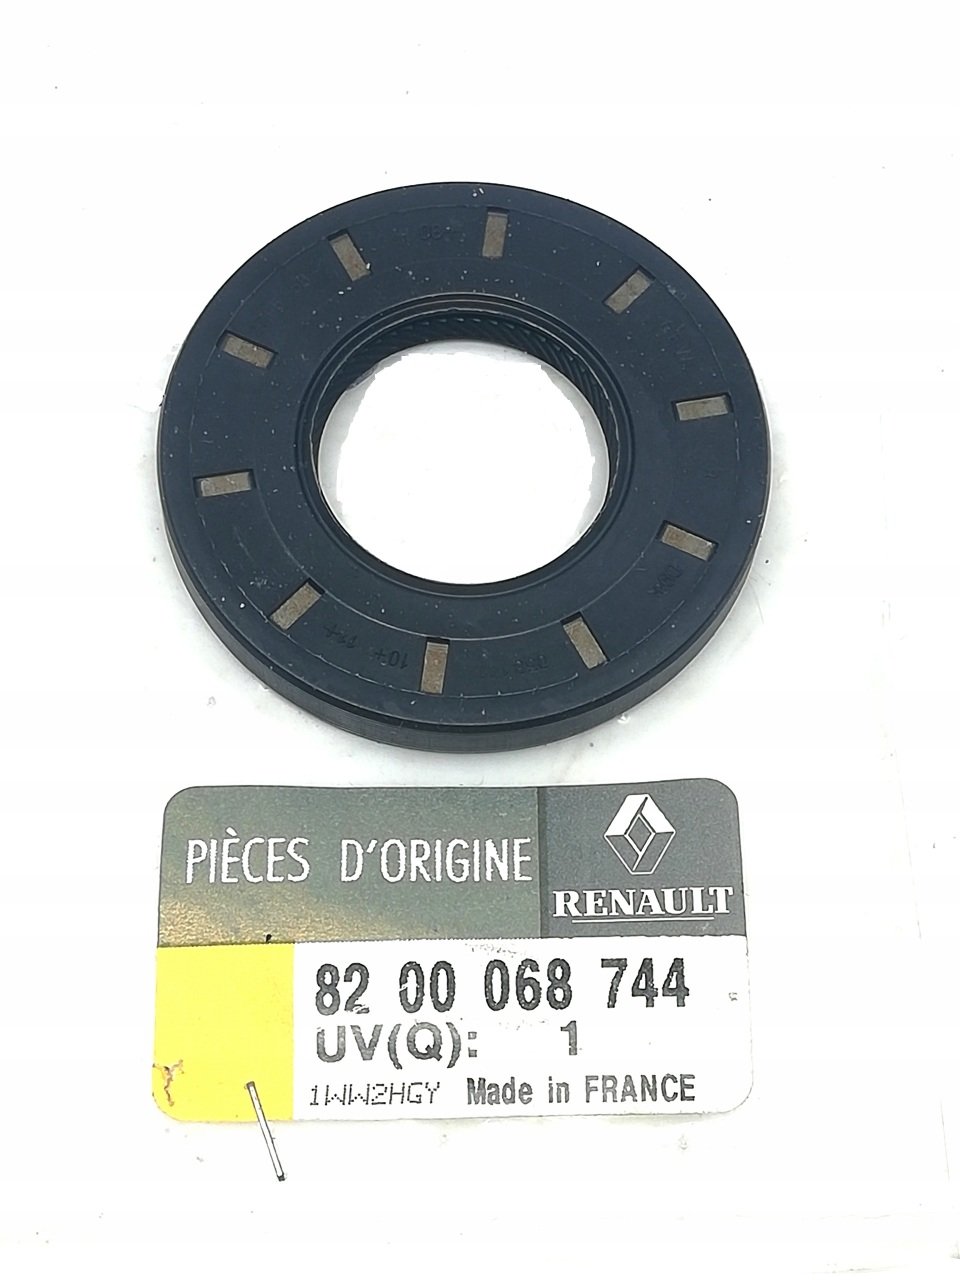 PIÈCES D'ORIGINE
RENAULT
82 00 068 744
UV(Q): 1
1WW2HGY Made in FRANCE